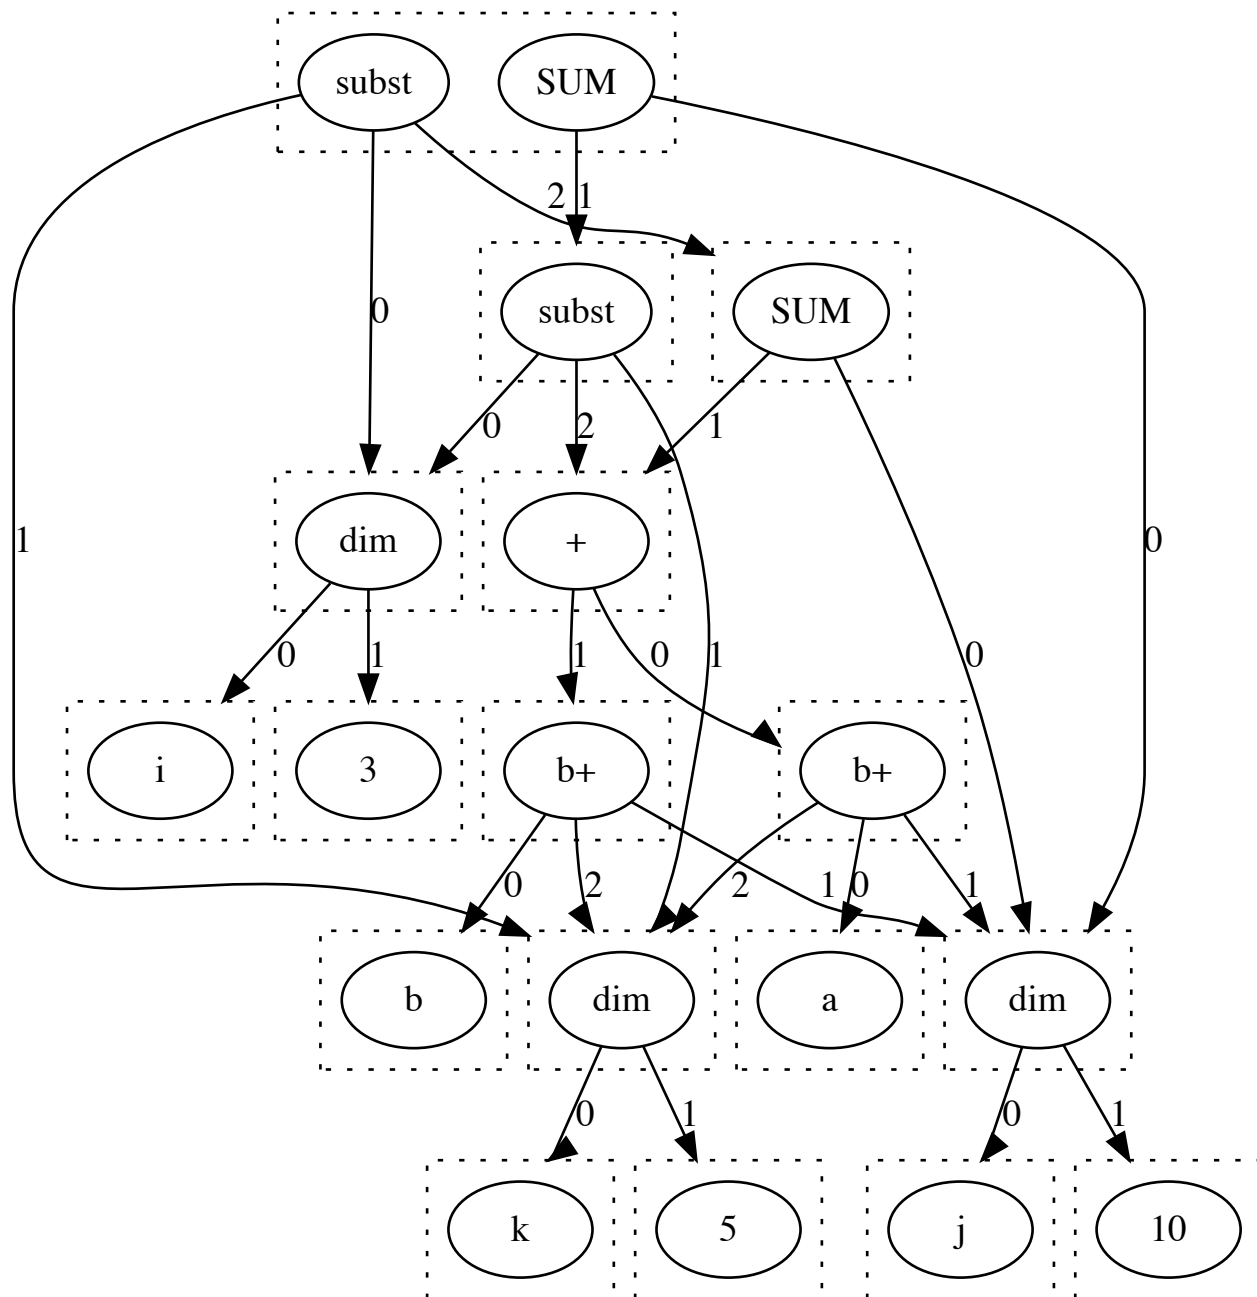 subst SUM
2 1
0
subst SUM
0 2 1
dim +
1 0
0 1 1 0 1 0
i 3 b+ b+
0 2 2 1 0 1
b dim a dim
0 1 0 1
k 5 j 10